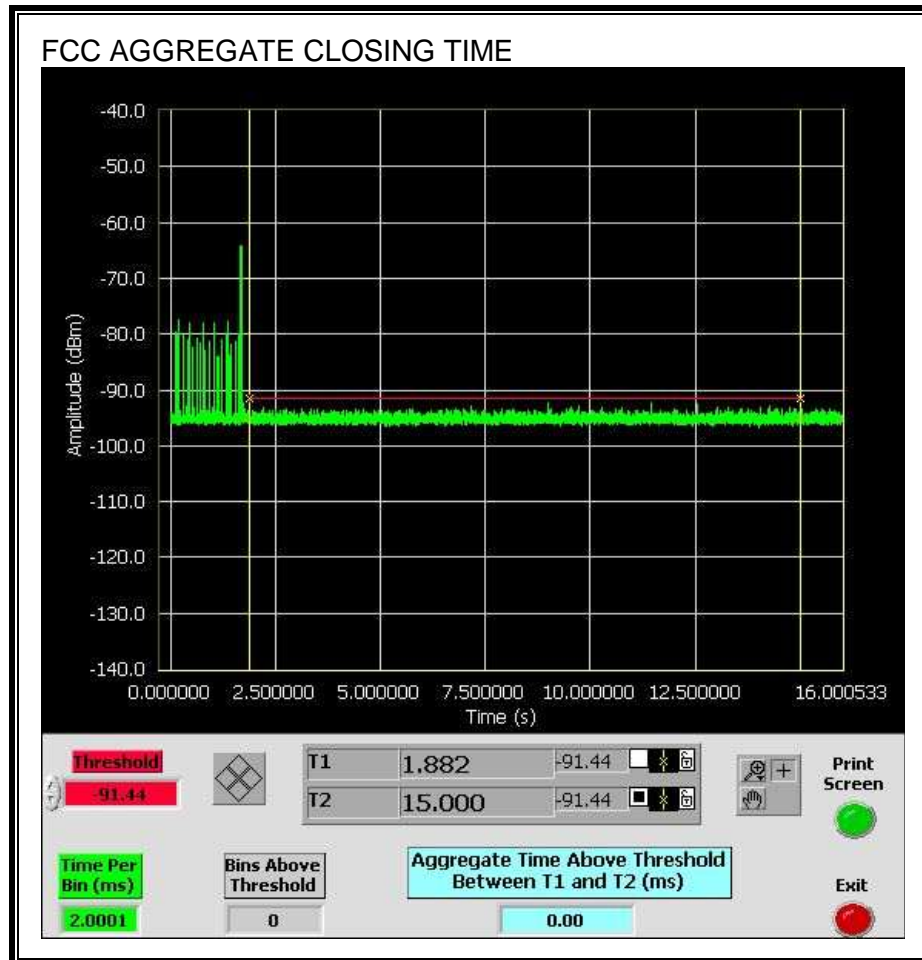 FCC AGGREGATE CLOSING TIME
-40.0
-50.0
-60.0
-70.0
-80.0
-90.0
-100.0
-110.0
-120.0
-130.0
-140.0
Amplitude (dBm)
0.000000 2.500000 5.000000 7.500000 10.000000 12.500000 16.000533
Time (s)
Threshold
-91.44
T1 1.882 -91.44
T2 15.000 -91.44
Print
Screen
Time Per
Bin (ms)
2.0001
Bins Above
Threshold
0
Aggregate Time Above Threshold
Between T1 and T2 (ms)
0.00
Exit